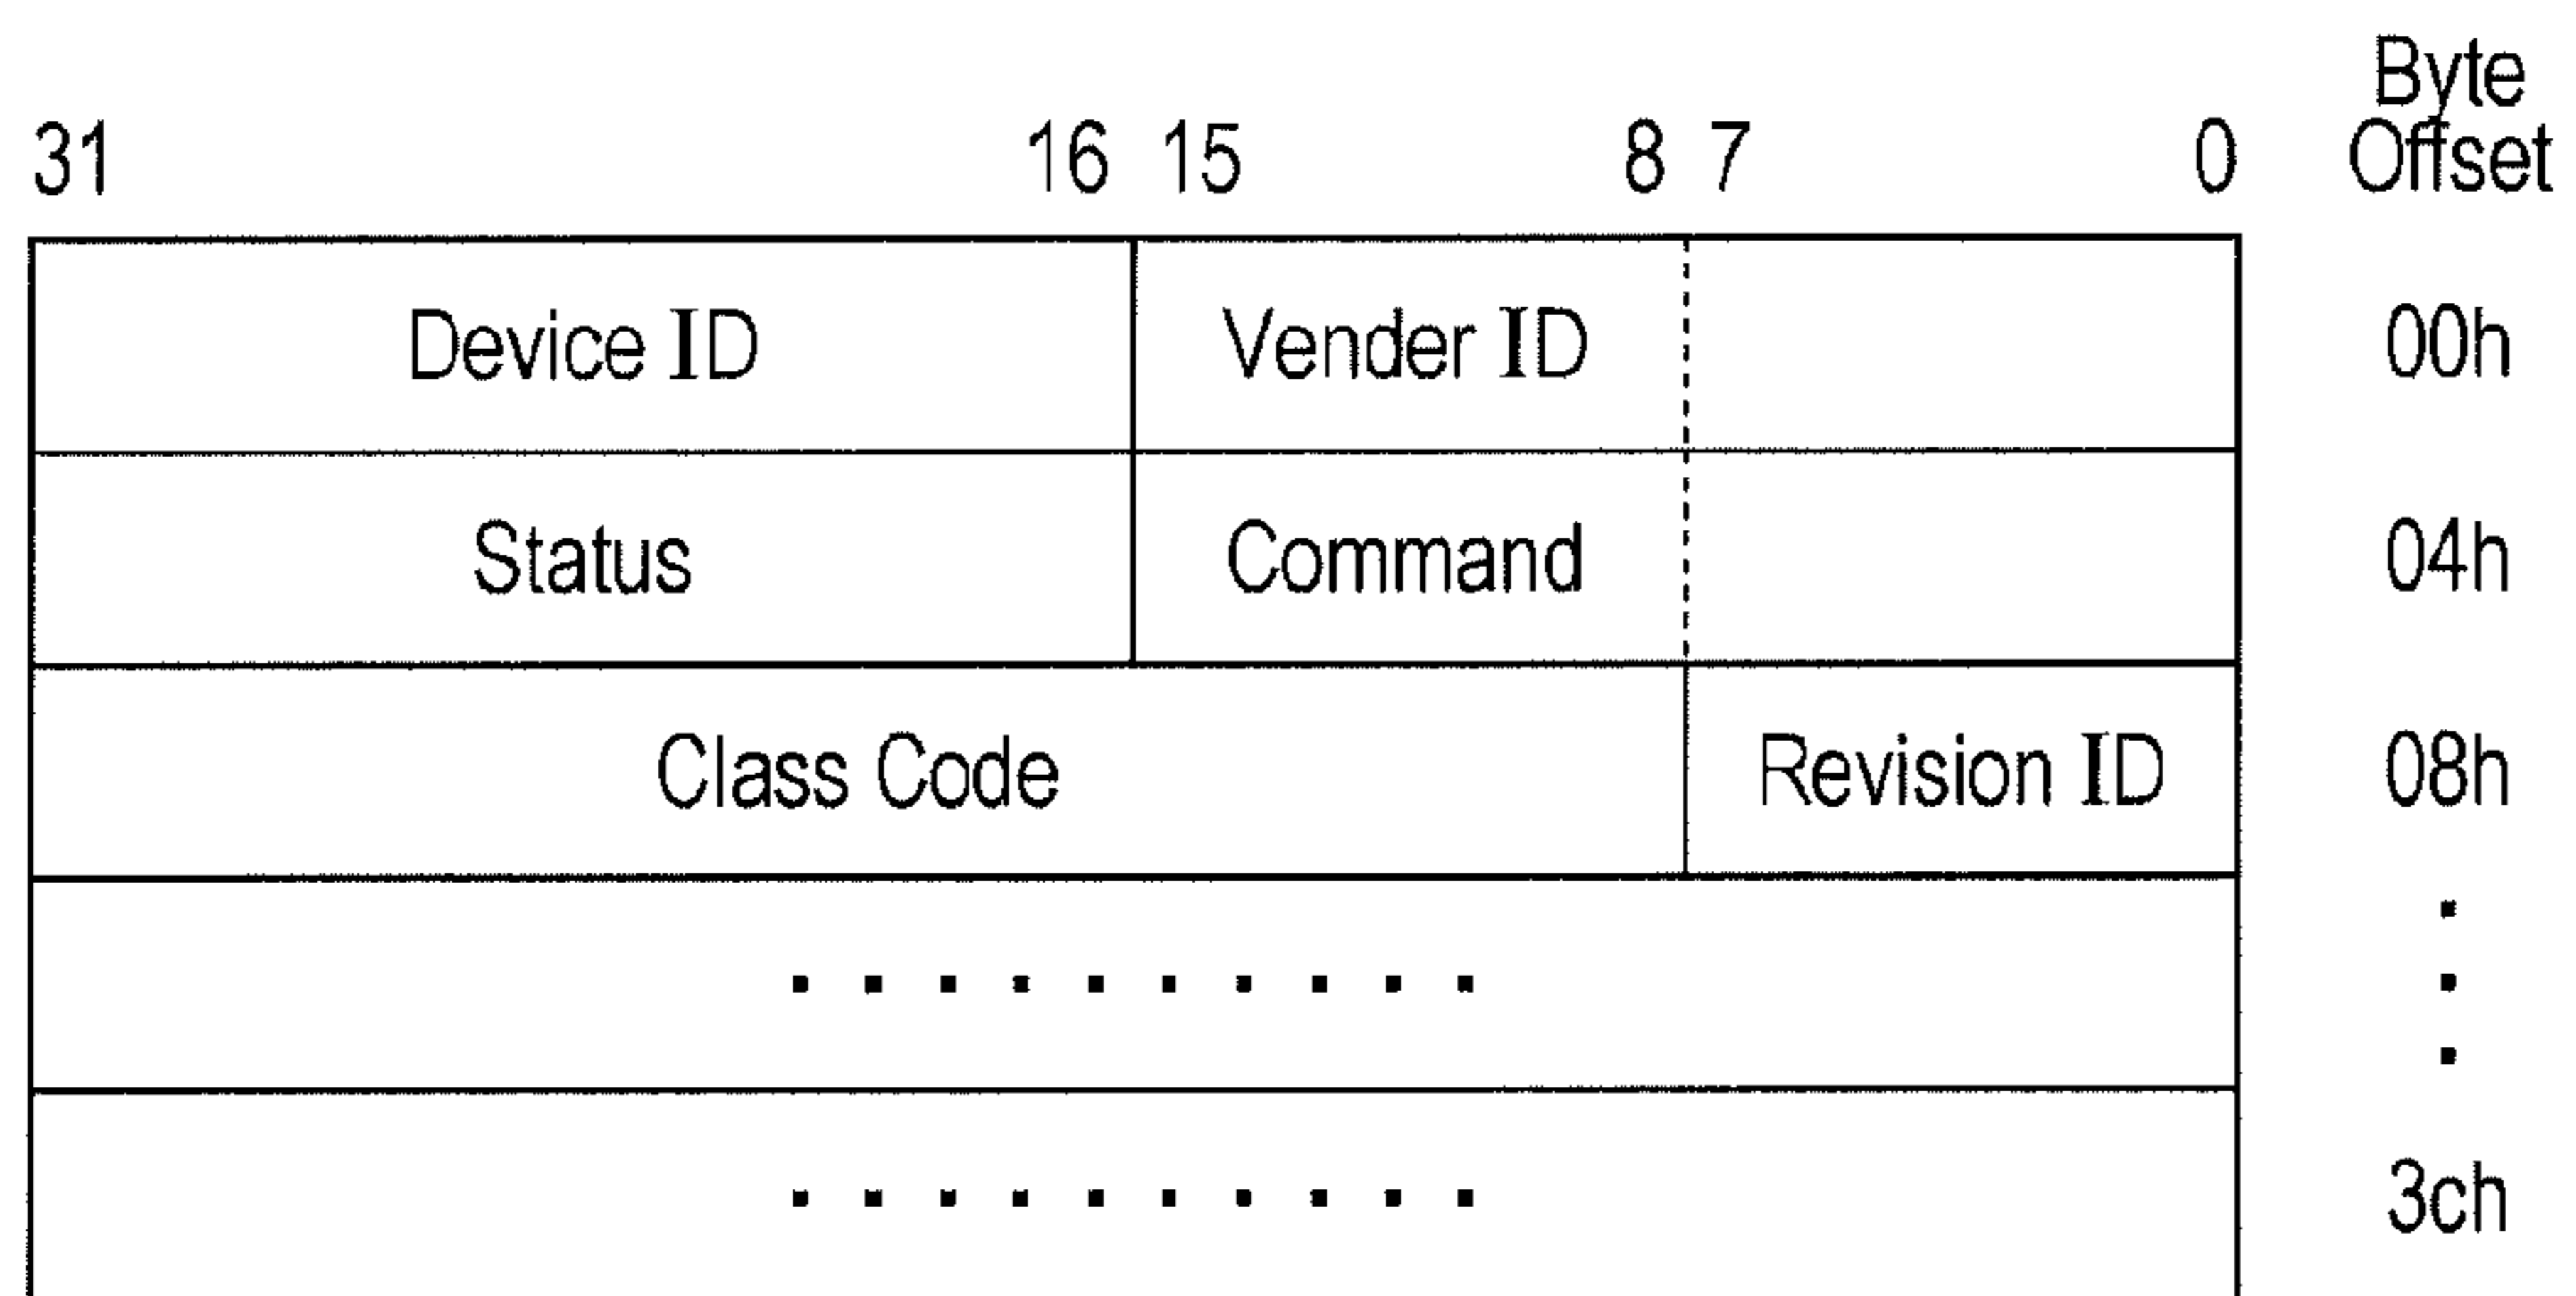 Byte
31 16 15 8 7 0 Offset
Device ID Vender ID 00h
Status Command 04h
Class Code Revision ID 08h
. . . . . . . . . .
. . . . . . . . . . 3ch